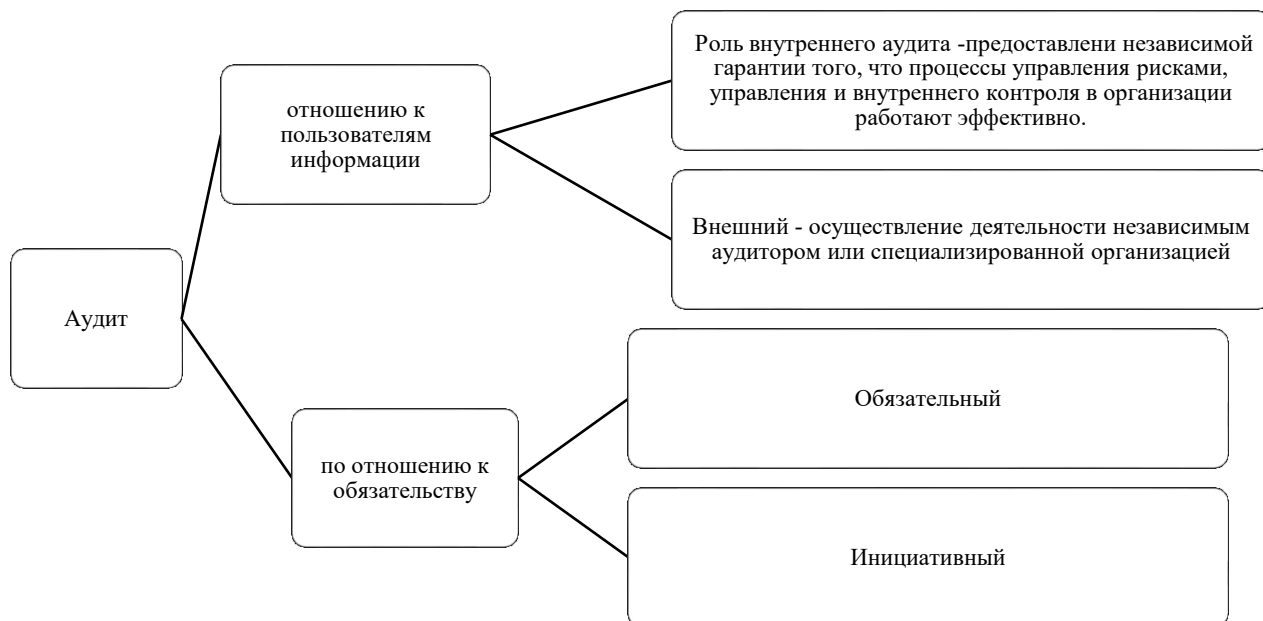 Аудит
отношению к
пользователям
информации
Роль внутреннего аудита -предоставлени независимой
гарантии того, что процессы управления рисками,
управления и внутреннего контроля в организации
работают эффективно.
Внешний - осуществление деятельности независимым
аудитором или специализированной организацией
по отношению к
обязательству
Обязательный
Инициативный